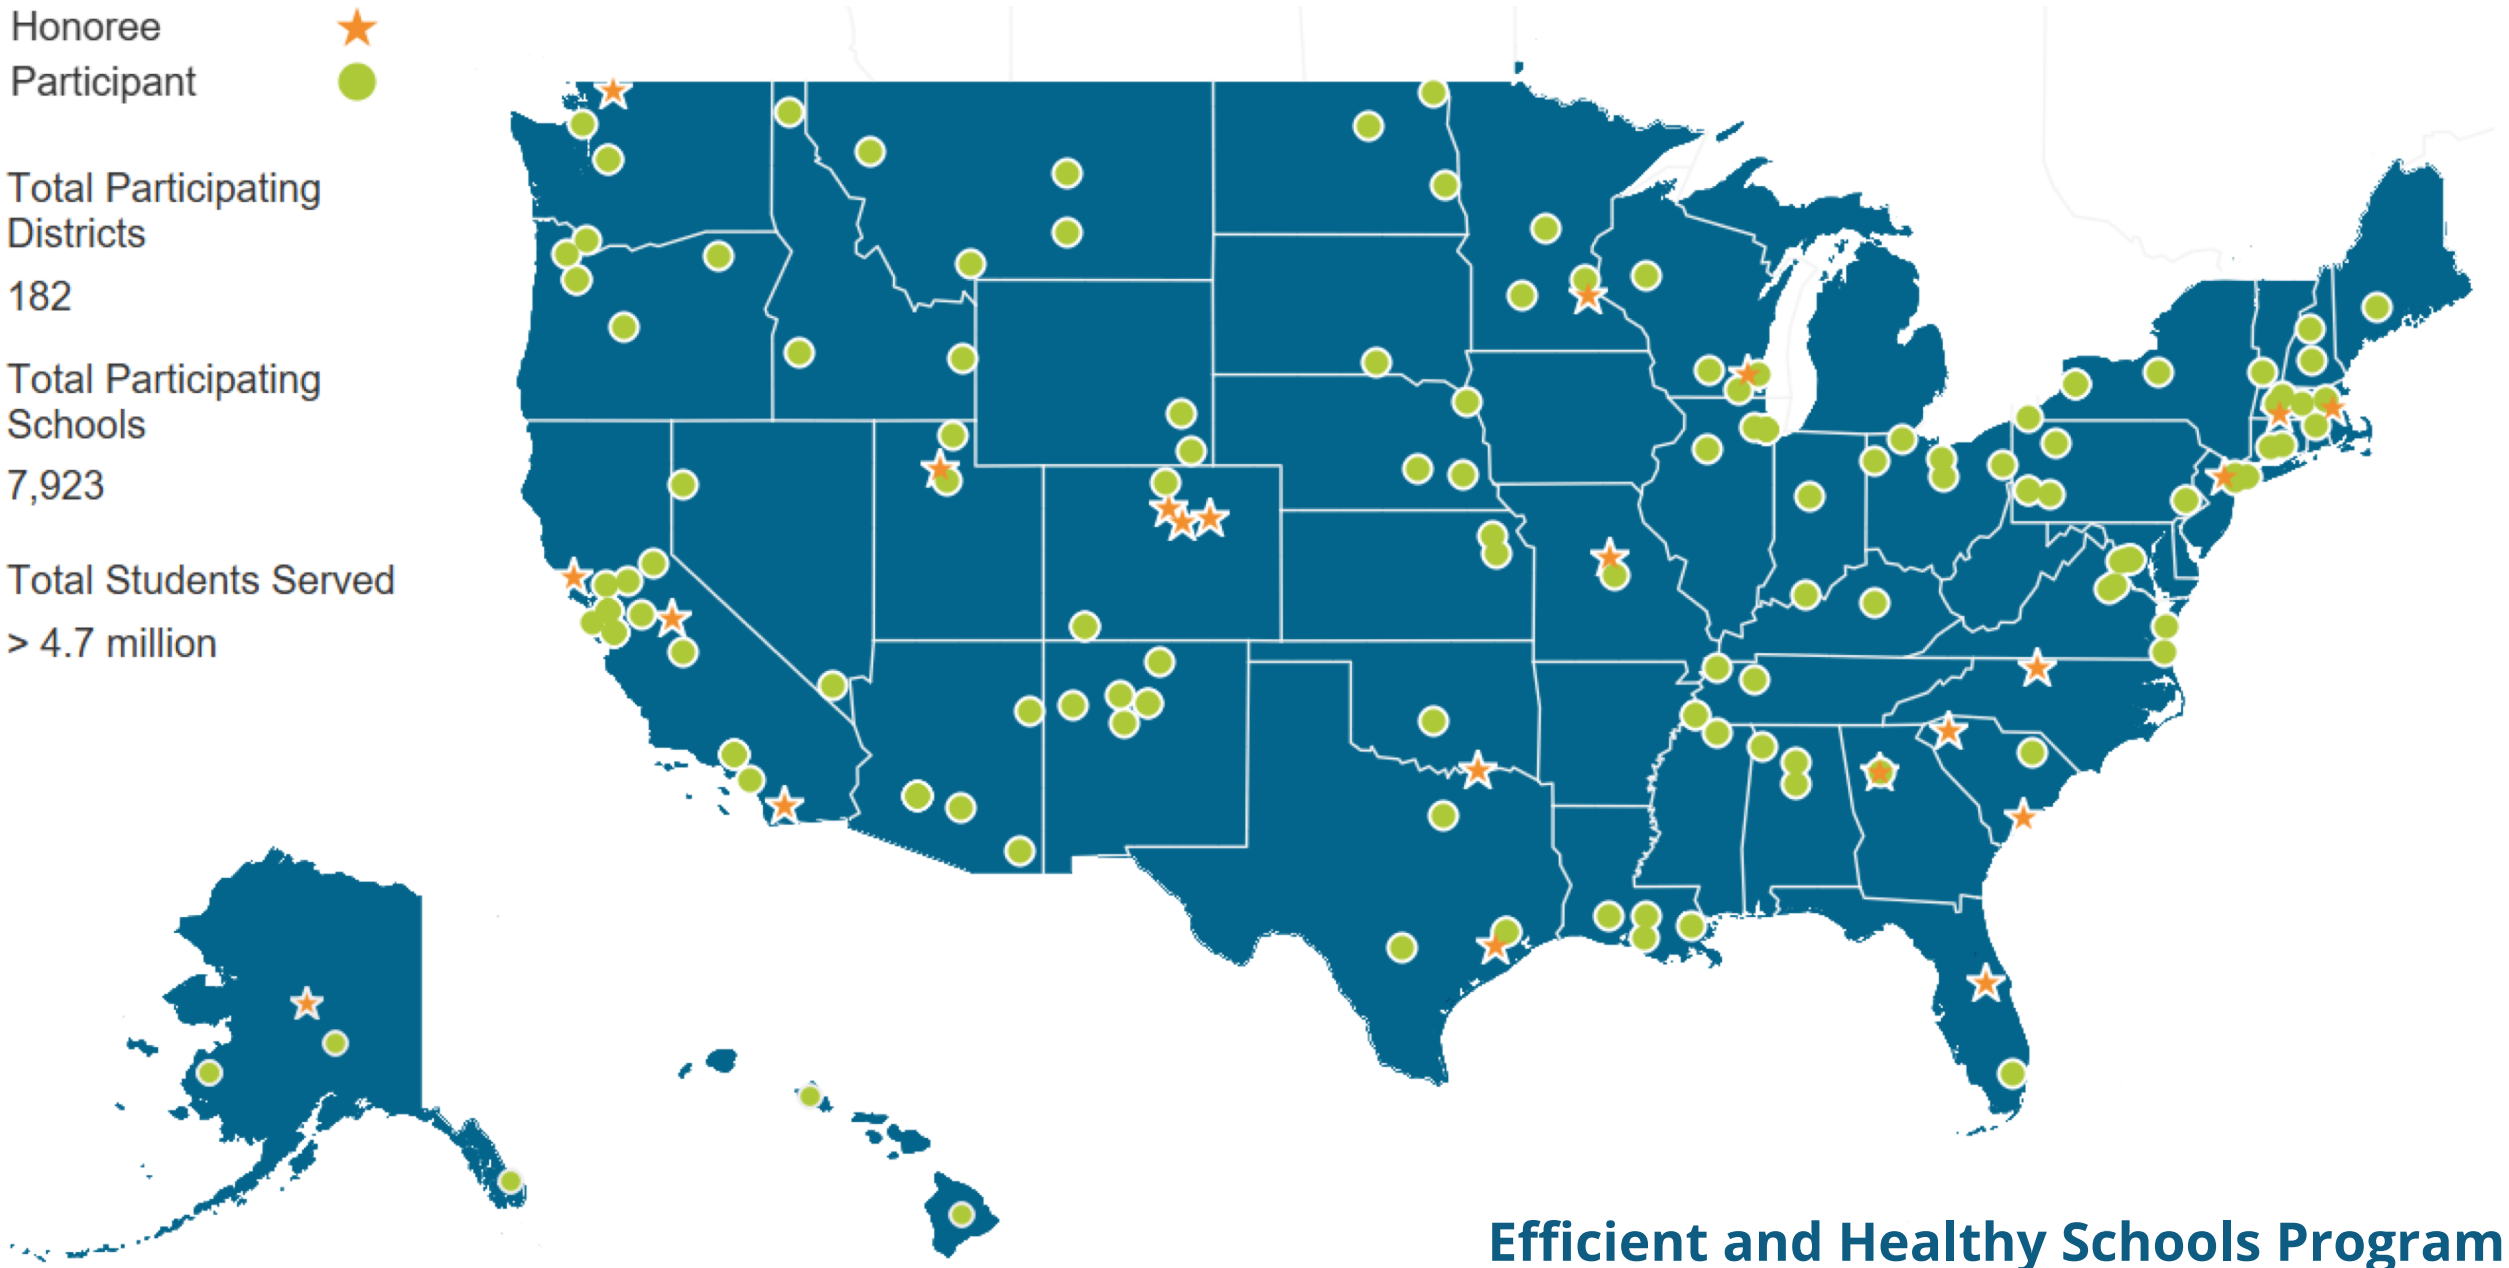 Honoree
Participant
Total Participating
Districts
182
Total Participating
Schools
7,923
Total Students Served
> 4.7 million
Efficient and Healthy Schools Program